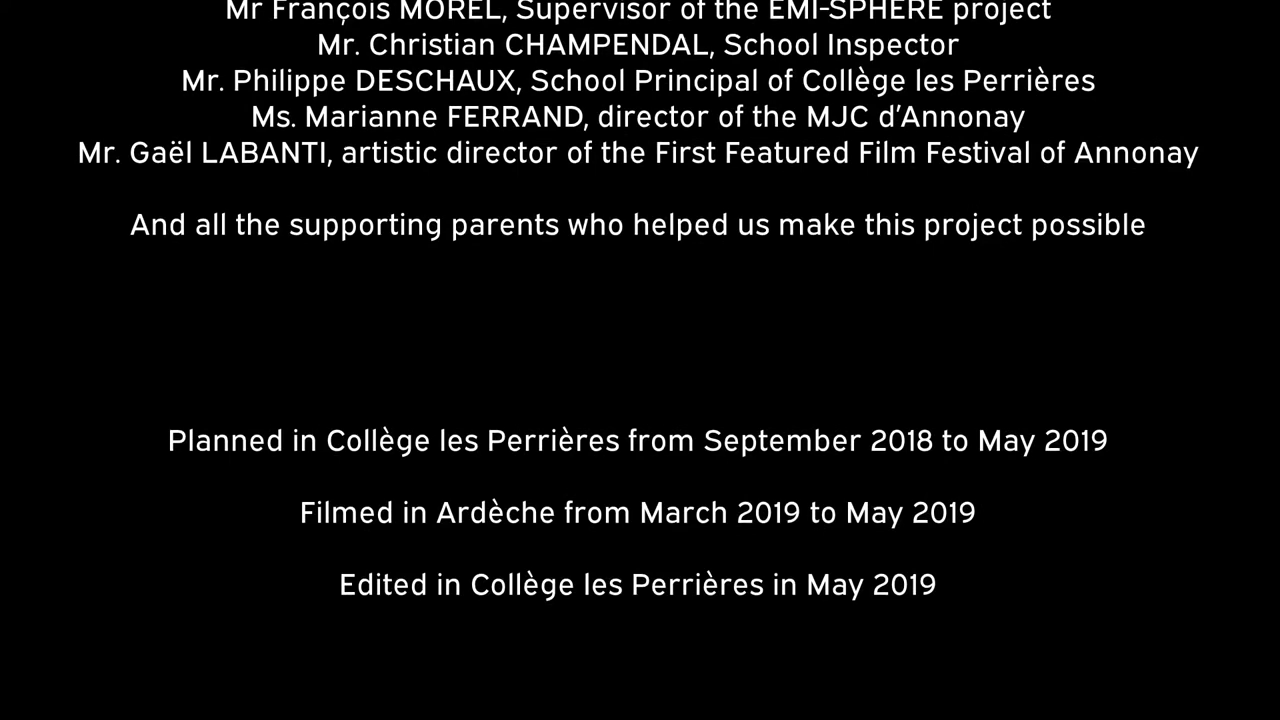 Mr François MOREL, Supervisor of the EMI-SPHERE project
Mr. Christian CHAMPENDAL, School Inspector
Mr. Philippe DESCHAUX, School Principal of Collège les Perrières
Ms. Marianne FERRAND, director of the MJC d’Annonay
Mr. Gaël LABANTI, artistic director of the First Featured Film Festival of Annonay
And all the supporting parents who helped us make this project possible
Planned in Collège les Perrières from September 2018 to May 2019
Filmed in Ardèche from March 2019 to May 2019
Edited in Collège les Perrières in May 2019